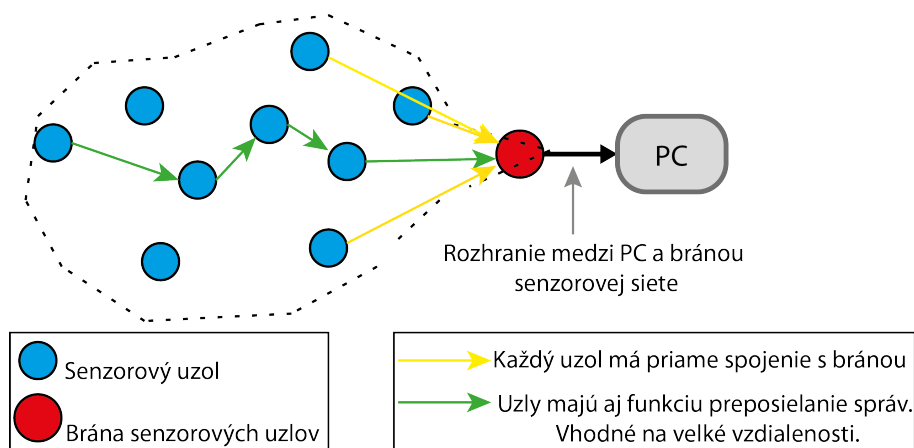 PC
Rozhranie medzi PC a bránou
senzorovej siete
Senzorový uzol
Brána senzorových uzlov
Každý uzol má priame spojenie s bránou
Uzly majú aj funkciu preposielanie správ.
Vhodné na velké vzdialenosti.